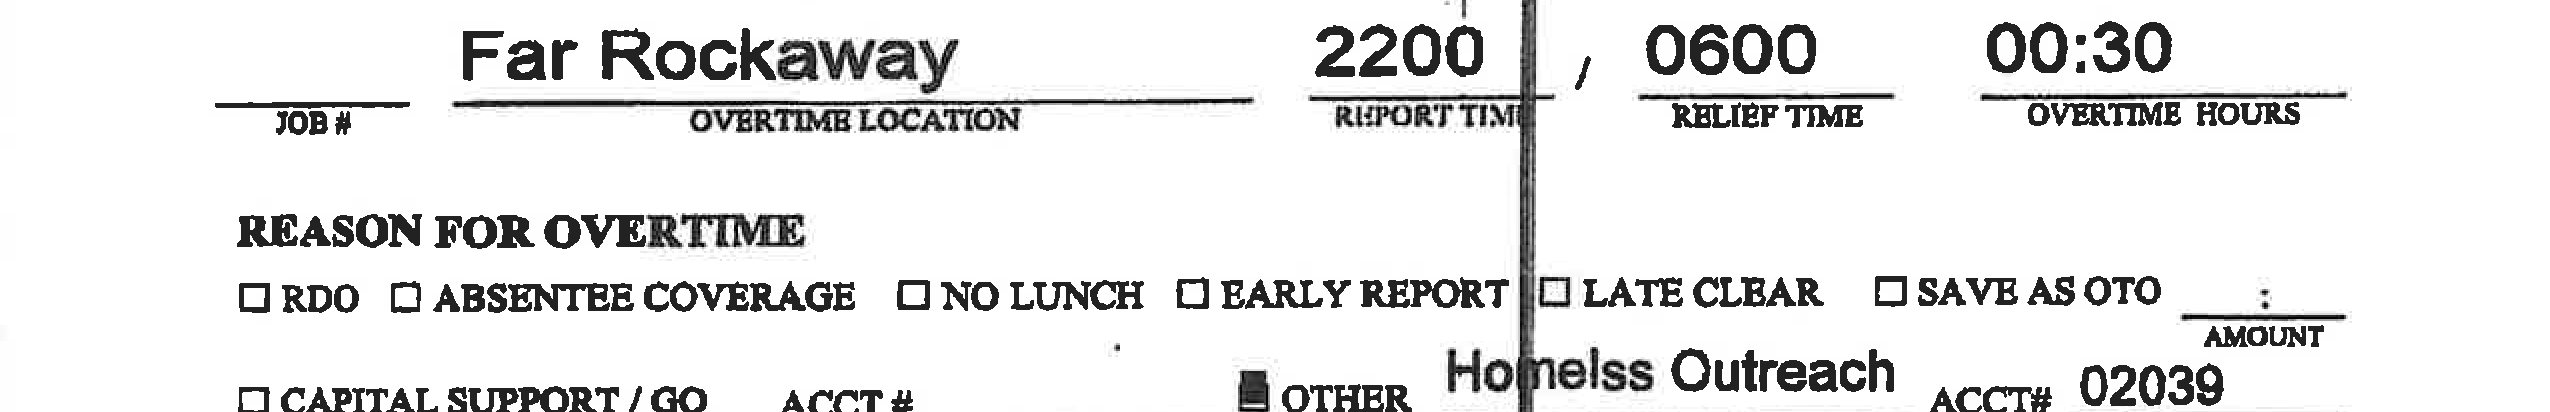 Far Rockaway 2200 / 0600 00:30
JOB # OVERTIME LOCATION REPORT TIME RELIEF TIME OVERTIME HOURS
REASON FOR OVERTIME
☐ RDO ☐ ABSENTEE COVERAGE ☐ NO LUNCH ☐ EARLY REPORT ☐ LATE CLEAR ☐ SAVE AS OTO :
AMOUNT
☐ CAPITAL SUPPORT / GO ACCT # ■ OTHER Homelss Outreach ACCT# 02039